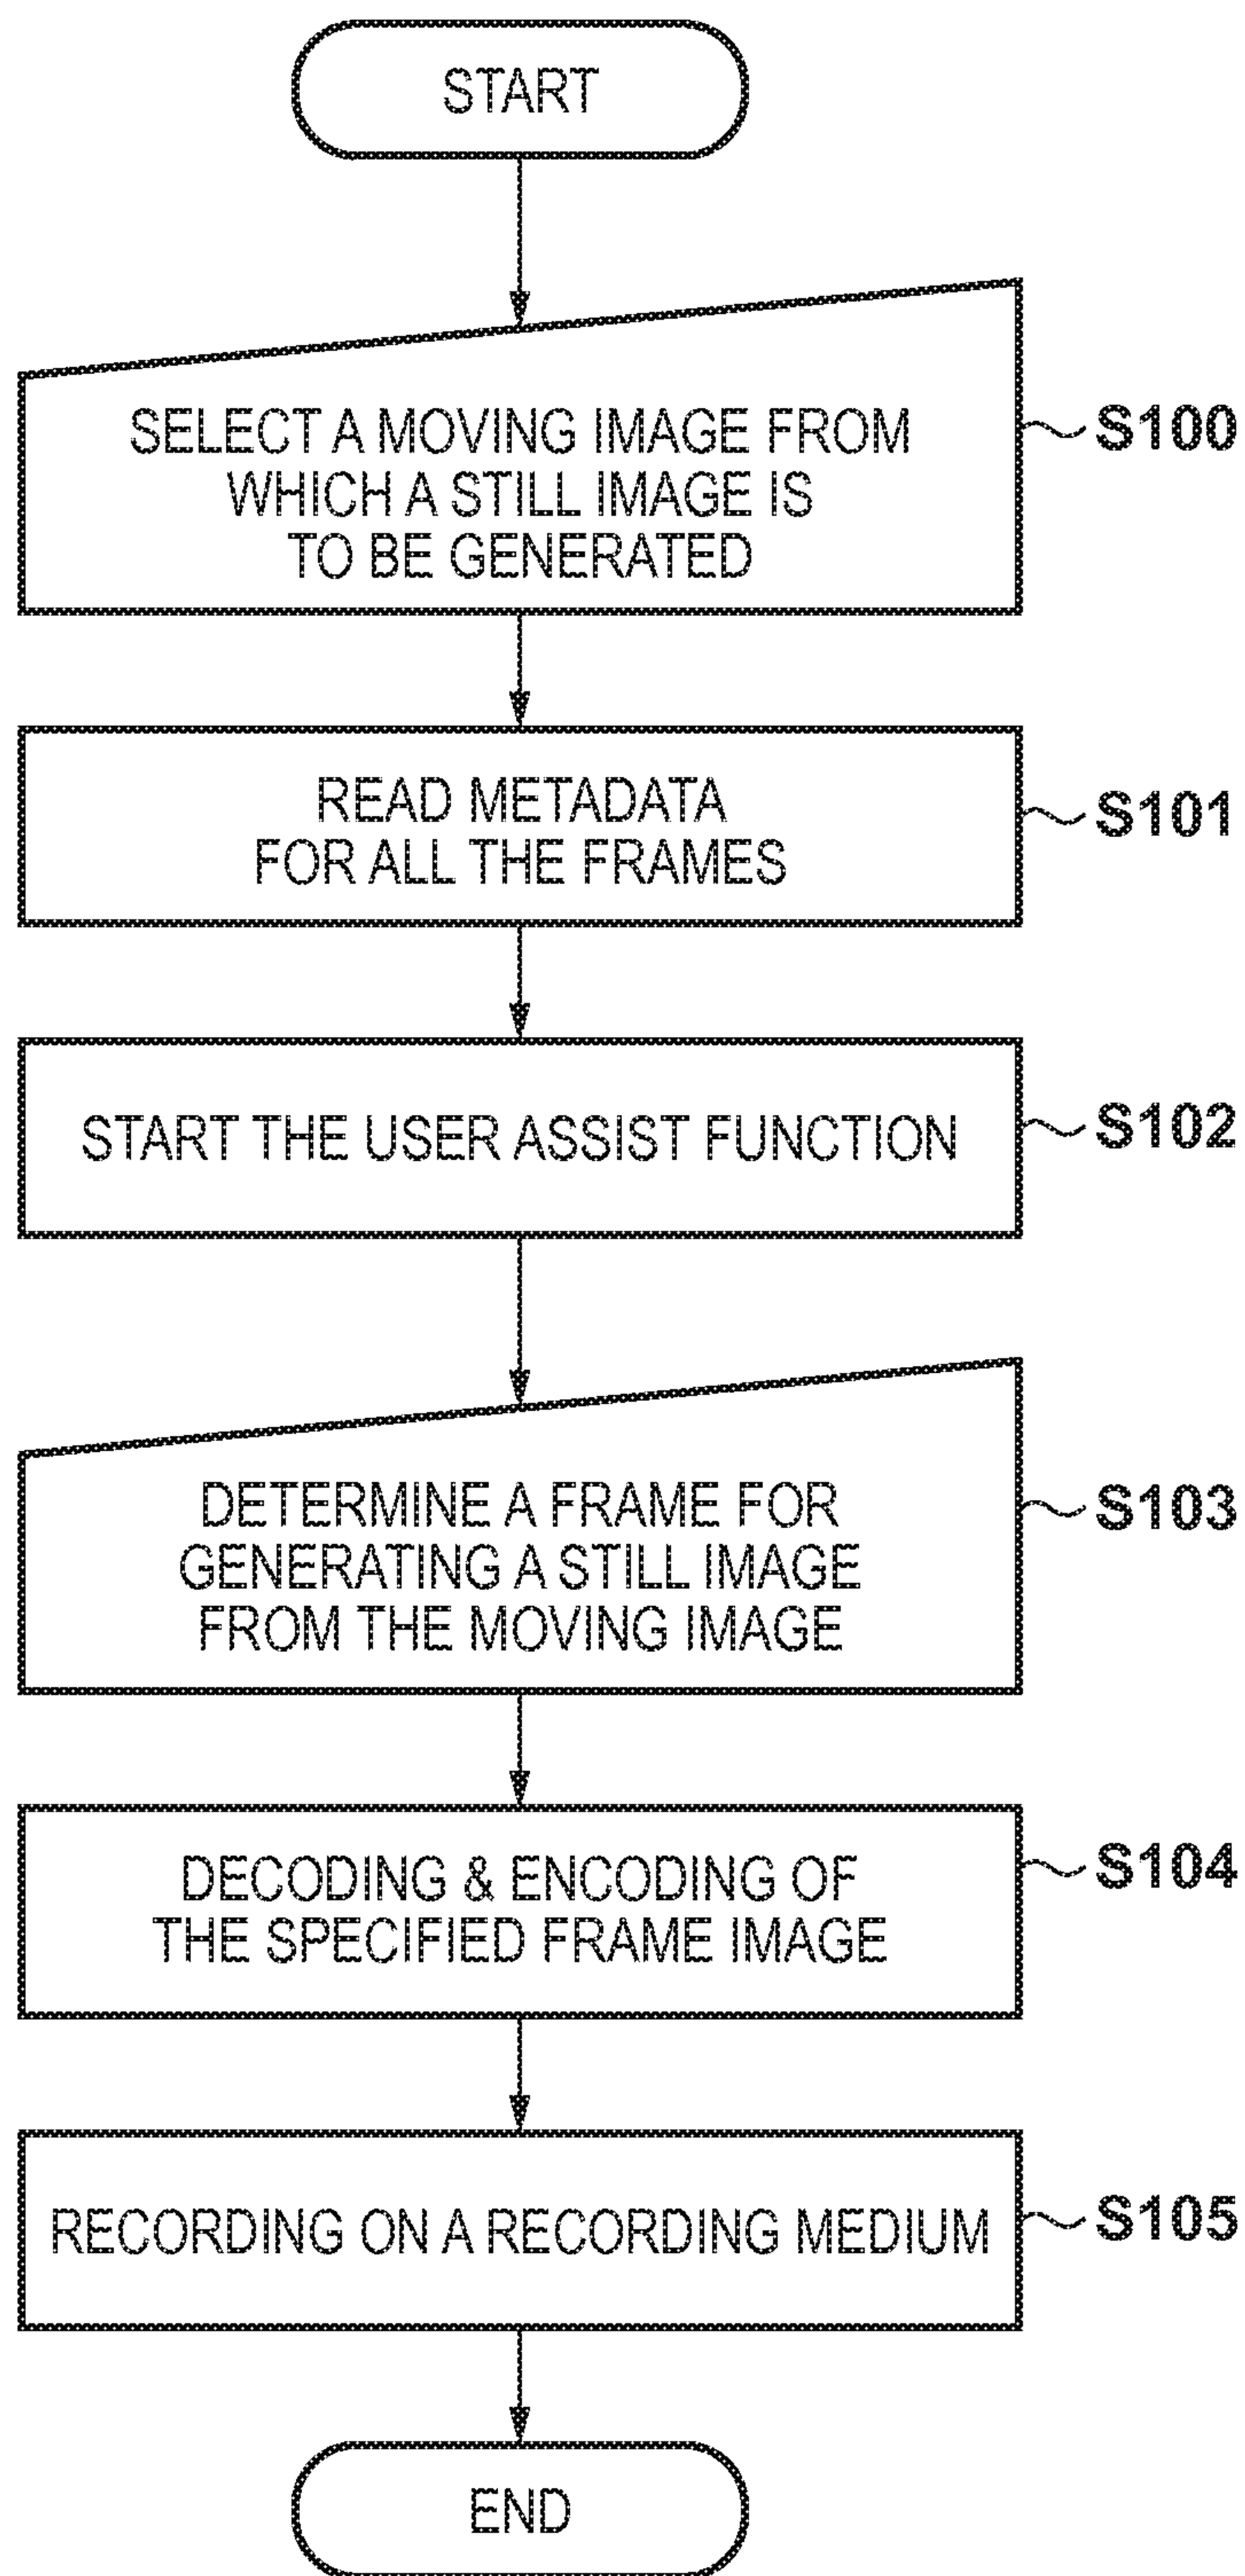 START
SELECT A MOVING IMAGE FROM
WHICH A STILL IMAGE IS
TO BE GENERATED
S100
READ METADATA
FOR ALL THE FRAMES
S101
START THE USER ASSIST FUNCTION
S102
DETERMINE A FRAME FOR
GENERATING A STILL IMAGE
FROM THE MOVING IMAGE
S103
DECODING & ENCODING OF
THE SPECIFIED FRAME IMAGE
S104
RECORDING ON A RECORDING MEDIUM
S105
END